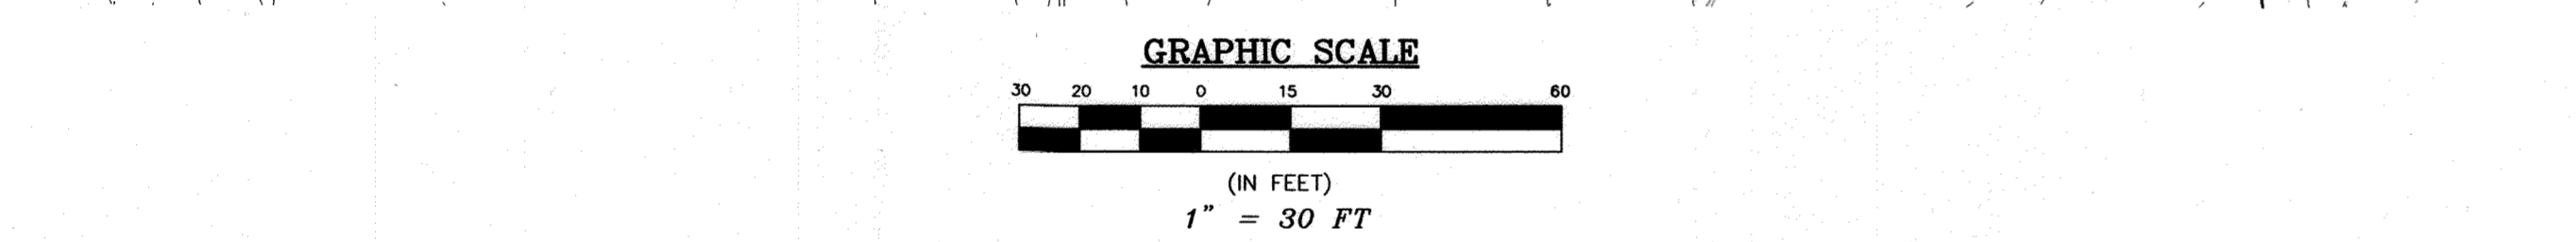 GRAPHIC SCALE
30 20 10 0 15 30 60
(IN FEET)
1" = 30 FT